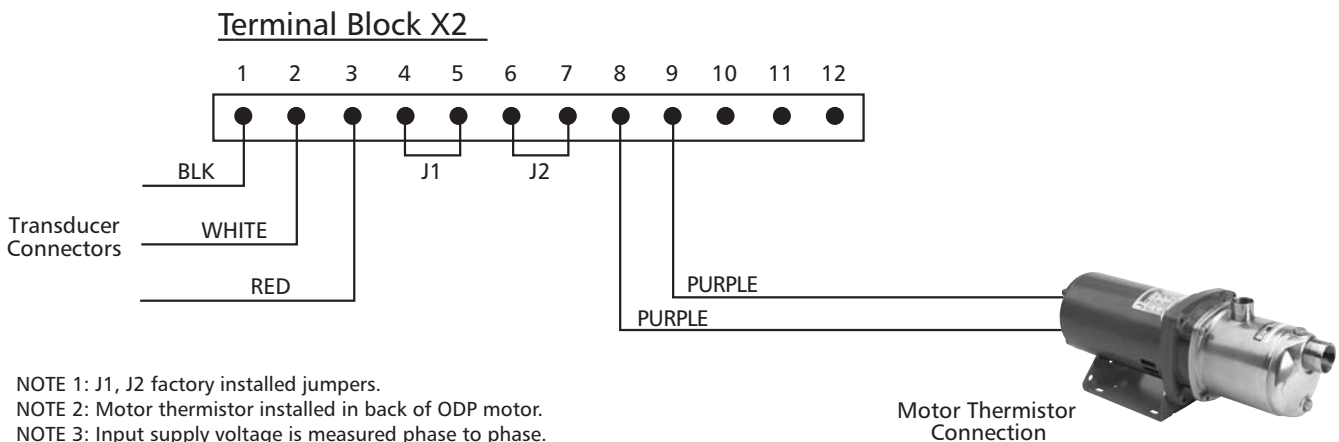 Terminal Block X2
1 2 3 4 5 6 7 8 9 10 11 12
J1 J2
BLK
Transducer
Connectors
WHITE
RED
PURPLE
PURPLE
NOTE 1: J1, J2 factory installed jumpers.
NOTE 2: Motor thermistor installed in back of ODP motor.
NOTE 3: Input supply voltage is measured phase to phase.
Motor Thermistor
Connection